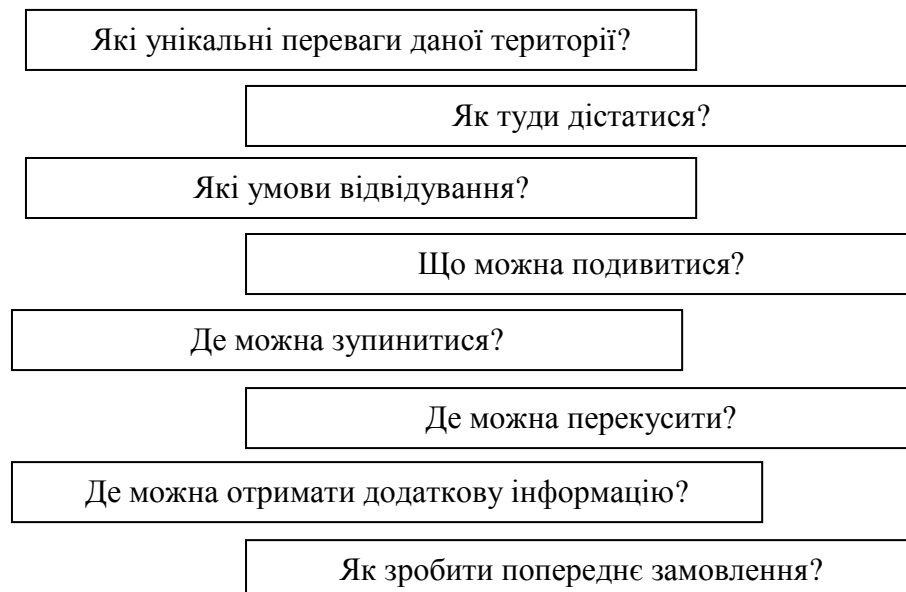 Які унікальні переваги даної території?
Як туди дістатися?
Які умови відвідування?
Що можна подивитися?
Де можна зупинитися?
Де можна перекусити?
Де можна отримати додаткову інформацію?
Як зробити попереднє замовлення?